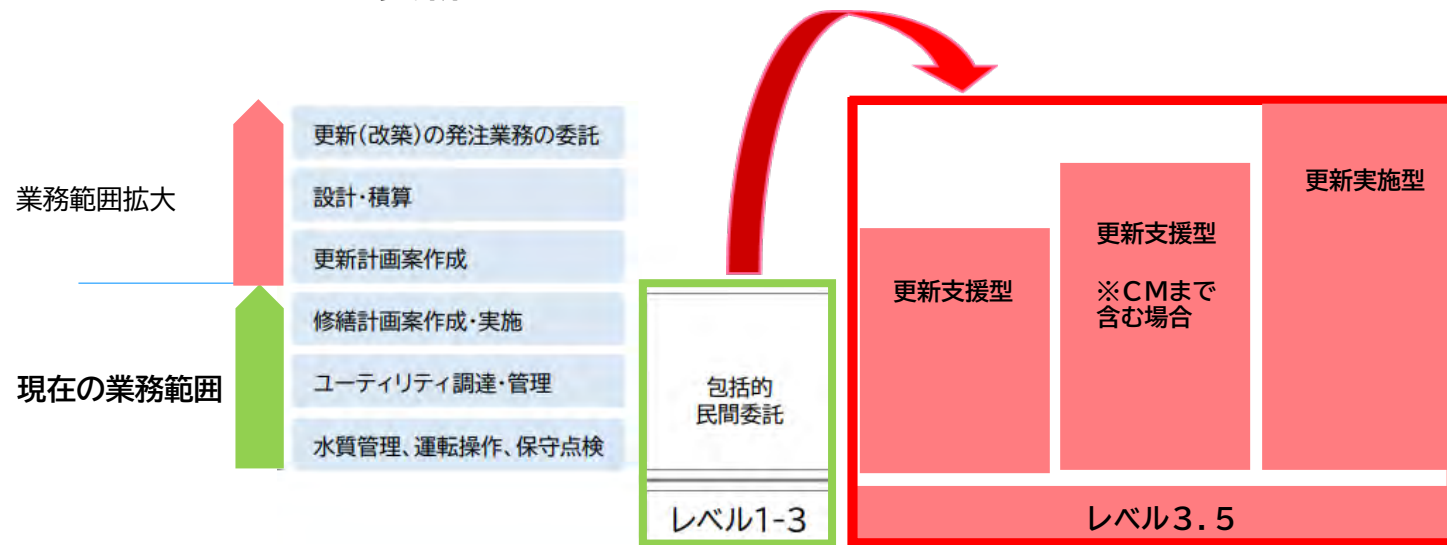 業務範囲拡大
現在の業務範囲
更新(改築)の発注業務の委託
設計・積算
更新計画案作成
修繕計画案作成・実施
ユーティリティ調達・管理
水質管理、運転操作、保守点検
包括的
民間委託
レベル1-3
更新支援型
更新支援型
※CMまで
含む場合
更新実施型
レベル3.5